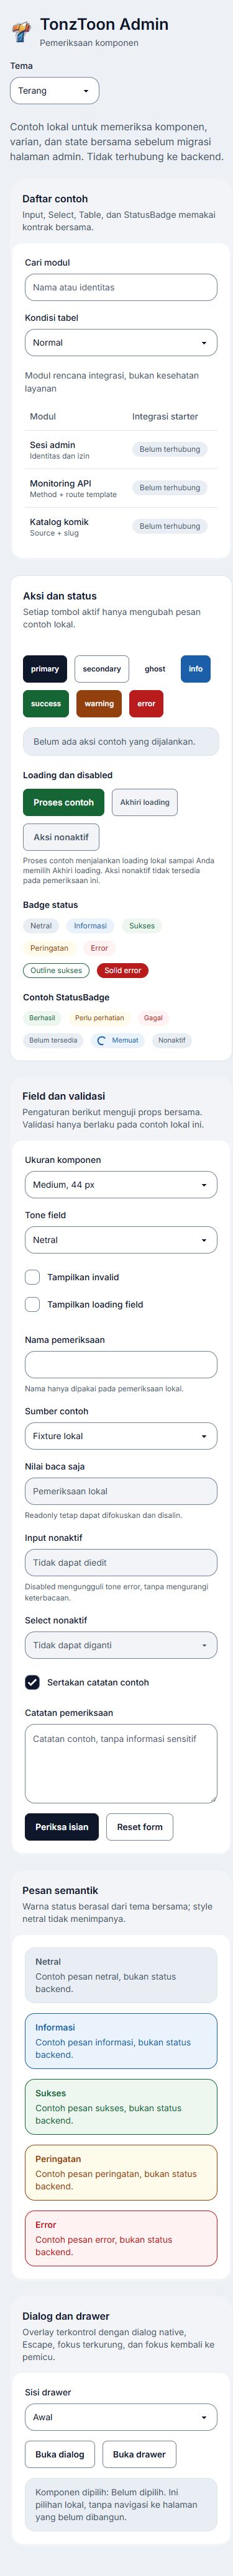 TonzToon Admin
Pemeriksaan komponen
Tema
Terang
Contoh lokal untuk memeriksa komponen,
varian, dan state bersama sebelum migrasi
halaman admin. Tidak terhubung ke backend.
Daftar contoh
Input, Select, Table, dan StatusBadge memakai
kontrak bersama.
Cari modul
Nama atau identitas
Kondisi tabel
Normal
Modul rencana integrasi, bukan kesehatan
layanan
Modul Integrasi starter
Sesi admin
Identitas dan izin
Belum terhubung
Monitoring API
Method + route template
Belum terhubung
Katalog komik
Source + slug
Belum terhubung
Aksi dan status
Setiap tombol aktif hanya mengubah pesan
contoh lokal.
primary secondary ghost info
success warning error
Belum ada aksi contoh yang dijalankan.
Loading dan disabled
Proses contoh Akhiri loading
Aksi nonaktif
Proses contoh menjalankan loading lokal sampai Anda
memilih Akhiri loading. Aksi nonaktif tidak tersedia
pada pemeriksaan ini.
Badge status
Netral Informasi Sukses
Peringatan Error
Outline sukses Solid error
Contoh StatusBadge
Berhasil Perlu perhatian Gagal
Belum tersedia Memuat Nonaktif
Field dan validasi
Pengaturan berikut menguji props bersama.
Validasi hanya berlaku pada contoh lokal ini.
Ukuran komponen
Medium, 44 px
Tone field
Netral
Tampilkan invalid
Tampilkan loading field
Nama pemeriksaan
Nama hanya dipakai pada pemeriksaan lokal.
Sumber contoh
Fixture lokal
Nilai baca saja
Pemeriksaan lokal
Readonly tetap dapat difokuskan dan disalin.
Input nonaktif
Tidak dapat diedit
Disabled mengungguli tone error, tanpa mengurangi
keterbacaan.
Select nonaktif
Tidak dapat diganti
Sertakan catatan contoh
Catatan pemeriksaan
Catatan contoh, tanpa informasi sensitif
Periksa isian Reset form
Pesan semantik
Warna status berasal dari tema bersama; style
netral tidak menimpanya.
Netral
Contoh pesan netral, bukan status
backend.
Informasi
Contoh pesan informasi, bukan status
backend.
Sukses
Contoh pesan sukses, bukan status
backend.
Peringatan
Contoh pesan peringatan, bukan status
backend.
Error
Contoh pesan error, bukan status
backend.
Dialog dan drawer
Overlay terkontrol dengan dialog native,
Escape, fokus terkurung, dan fokus kembali ke
pemicu.
Sisi drawer
Awal
Buka dialog Buka drawer
Komponen dipilih: Belum dipilih. Ini
pilihan lokal, tanpa navigasi ke halaman
yang belum dibangun.